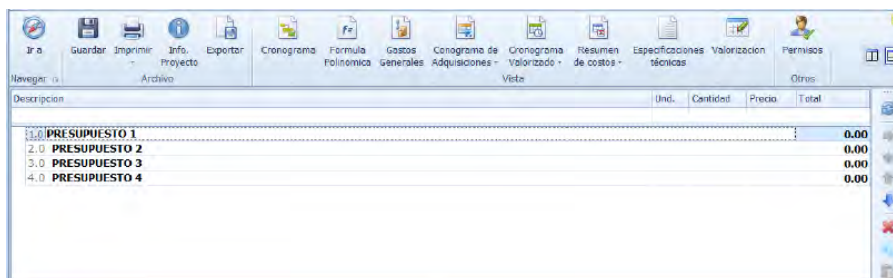 Ir a Guardar Imprimir Info. Proyecto Exportar Cronograma Formula Polinomica Gastos Generales Conograma de Adquisiciones Cronograma Valorizado Resumen de costos Especificaciones técnicas Valorizacion Permisos
Navegar Archivo Vista Otros
Descripcion Und. Cantidad Precio Total
1.0 PRESUPUESTO 1 0.00
2.0 PRESUPUESTO 2 0.00
3.0 PRESUPUESTO 3 0.00
4.0 PRESUPUESTO 4 0.00